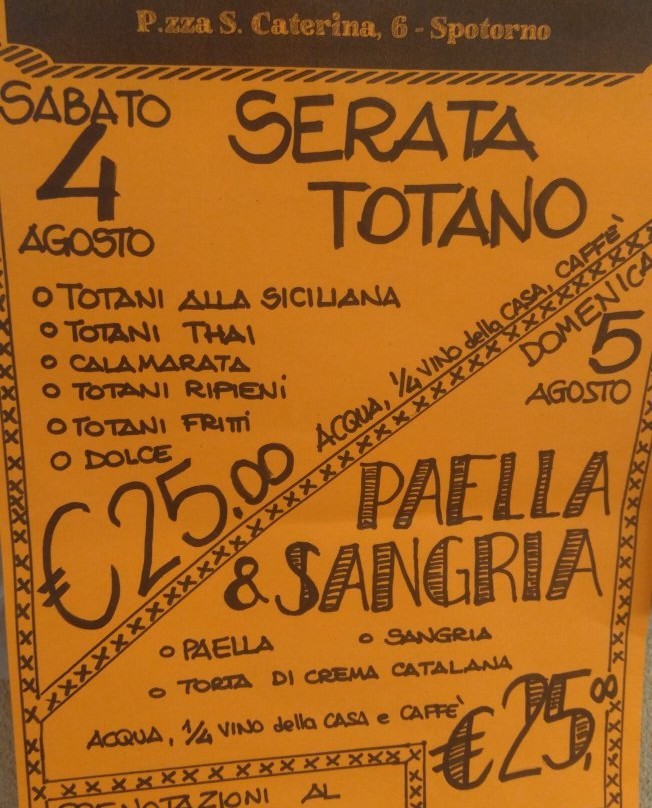 P.zza S. Caterina, 6 - Spotorno
SABATO
4
AGOSTO
SERATA
TOTANO
O TOTANI ALLA SICILIANA
O TOTANI THAI
O CALAMARATA
O TOTANI RIPIENI
O TOTANI FRITTI
O DOLCE
€25,00
ACQUA, 1/4 VINO della CASA, CAFFE'
DOMENICA
5
AGOSTO
PAELLA
& SANGRIA
O PAELLA
O SANGRIA
O TORTA DI CREMA CATALANA
ACQUA, 1/4 VINO della CASA e CAFFE'
€25,00
PRENOTAZIONI AL